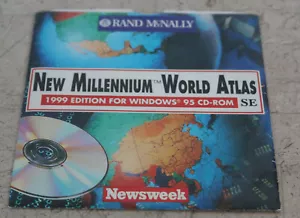 RAND MCNALLY
NEW MILLENNIUM™ WORLD ATLAS
1999 EDITION FOR WINDOWS® 95 CD-ROM SE
Newsweek